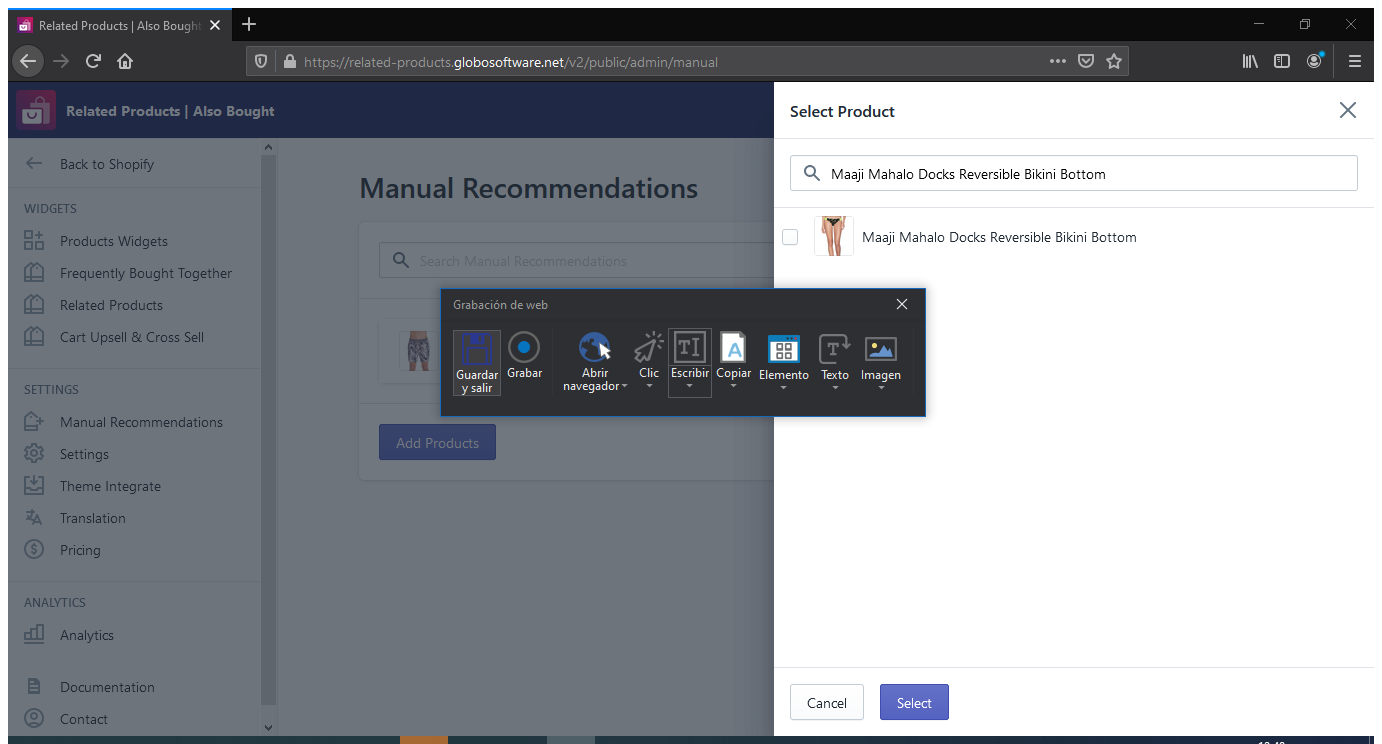 Related Products | Also Bought
https://related-products.globosoftware.net/v2/public/admin/manual
Related Products | Also Bought
Back to Shopify
WIDGETS
Products Widgets
Frequently Bought Together
Related Products
Cart Upsell & Cross Sell
SETTINGS
Manual Recommendations
Settings
Theme Integrate
Translation
Pricing
ANALYTICS
Analytics
Documentation
Contact
Manual Recommendations
Search Manual Recommendations
Add Products
Grabación de web
Guardar
y salir
Grabar
Abrir
navegador
Clic
Escribir
Copiar
Elemento
Texto
Imagen
Select Product
Maaji Mahalo Docks Reversible Bikini Bottom
Maaji Mahalo Docks Reversible Bikini Bottom
Cancel
Select